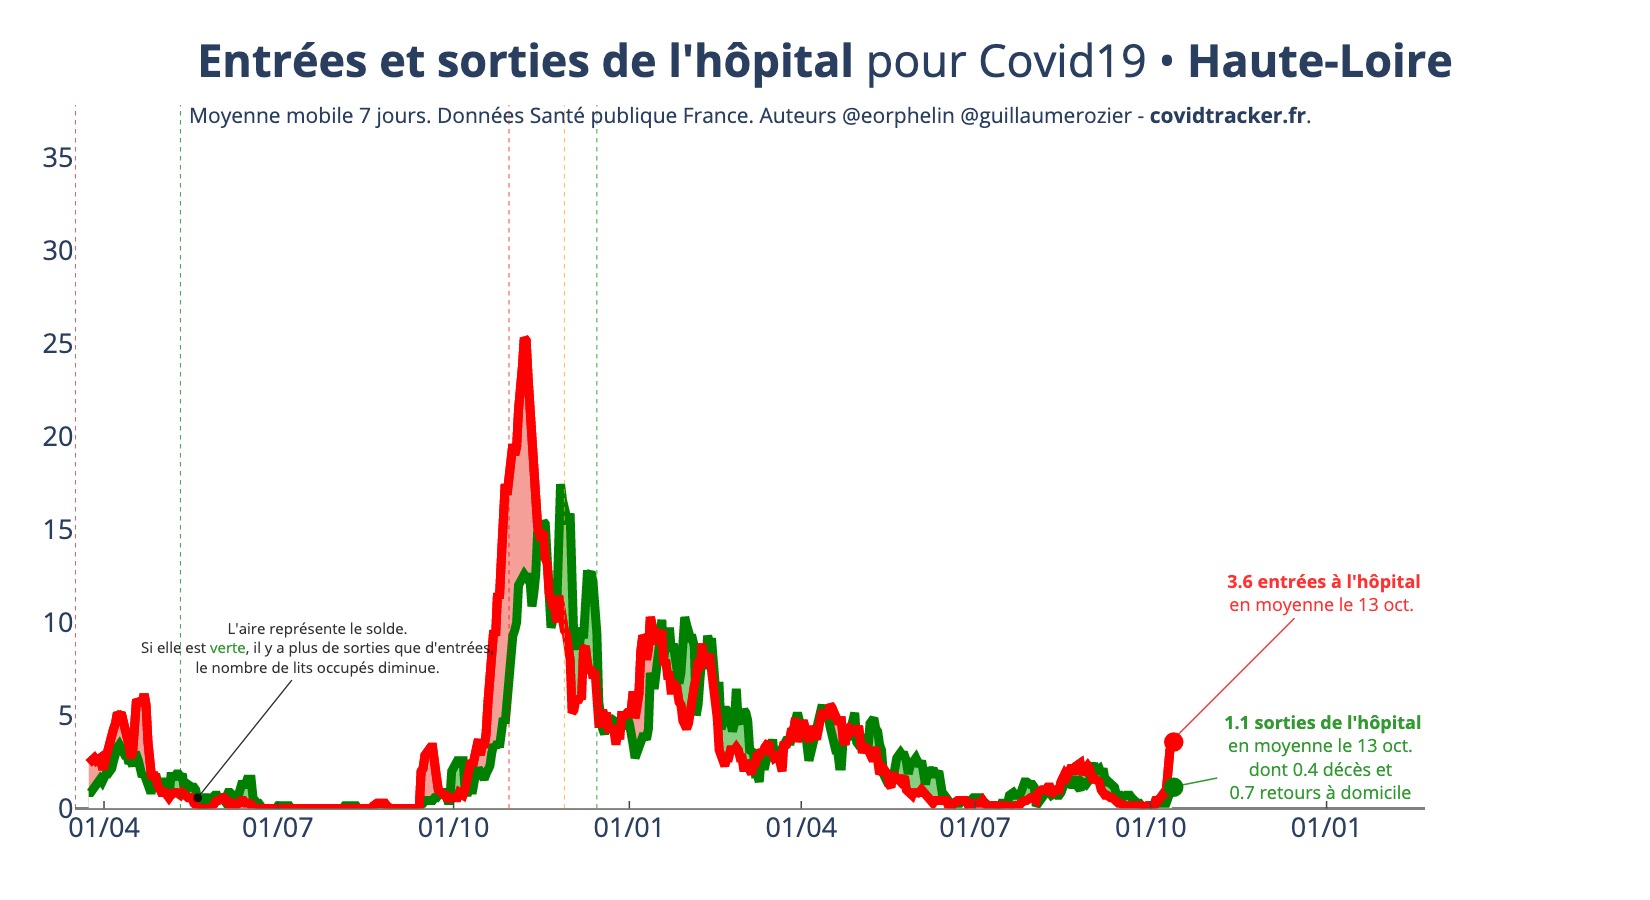 Entrées et sorties de l'hôpital pour Covid19 • Haute-Loire
Moyenne mobile 7 jours. Données Santé publique France. Auteurs @eorphelin @guillaumerozier - covidtracker.fr.
35
30
25
20
15
10
5
0
L'aire représente le solde.
Si elle est verte, il y a plus de sorties que d'entrées,
le nombre de lits occupés diminue.
3.6 entrées à l'hôpital
en moyenne le 13 oct.
1.1 sorties de l'hôpital
en moyenne le 13 oct.
dont 0.4 décès et
0.7 retours à domicile
01/04 01/07 01/10 01/01 01/04 01/07 01/10 01/01